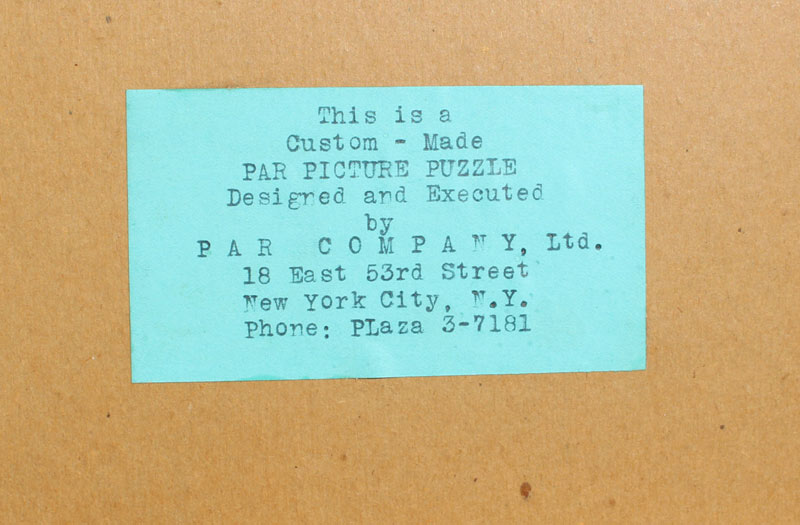 This is a
Custom - Made
PAR PICTURE PUZZLE
Designed and Executed
by
P A R C O M P A N Y, Ltd.
18 East 53rd Street
New York City, N.Y.
Phone: PLaza 3-7181